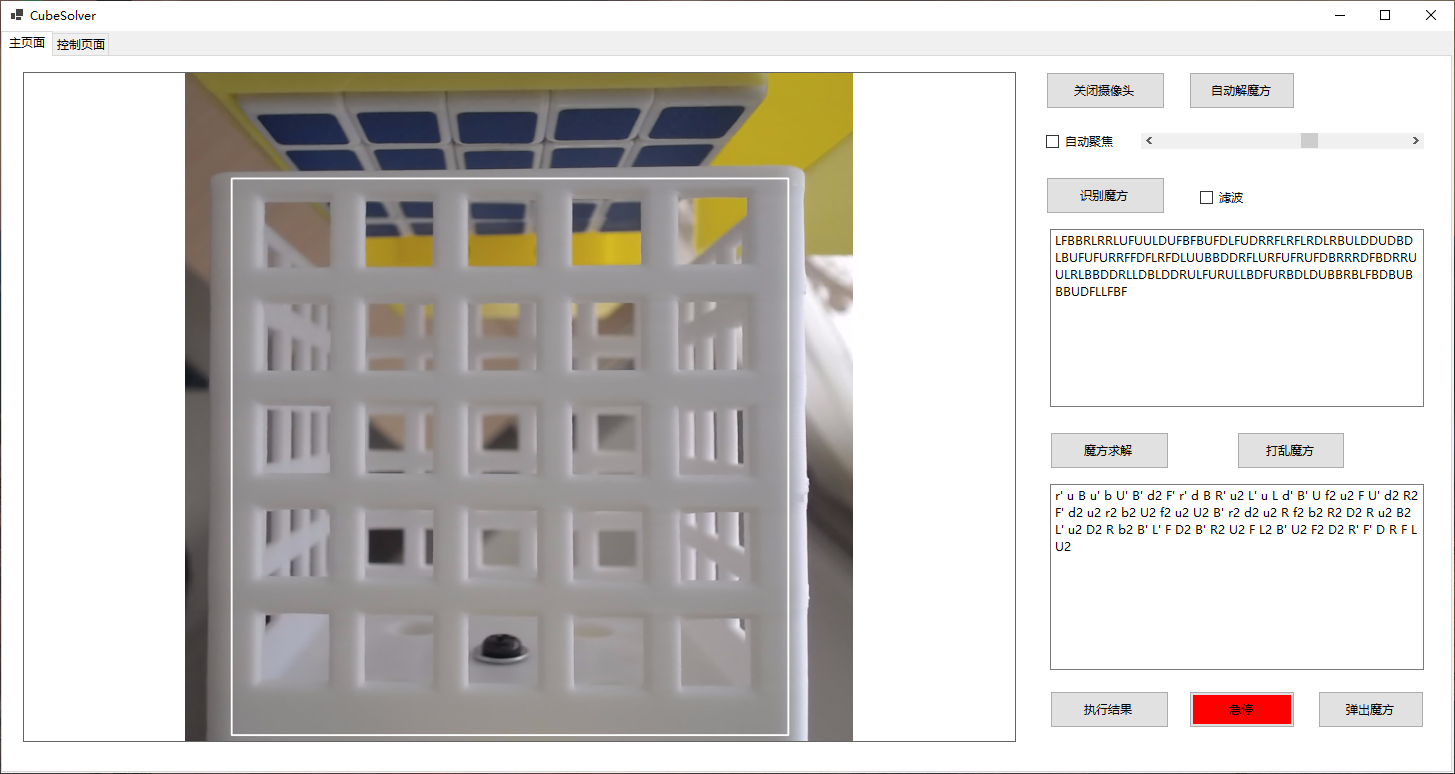 CubeSolver
主页面 控制页面
关闭摄像头 自动解魔方
自动聚焦
识别魔方 滤波
LFBBRLRRLUFUULDUFBFBUFDLFUDRRFLRFLRDLRBULDDUDBD
LBUFUFURRFFDFLRFDLUUBBDDRFLURFUFRUFDBRRRDFBDRRU
ULRLBBDDRLLDBLDDRULFURULLBDFURBDLDUBBRBLFBDBUB
BBUDFLLFBF
魔方求解 打乱魔方
r' u B u' b U' B' d2 F' r' d B R' u2 L' u L d' B' U f2 u2 F U' d2 R2
F' d2 u2 r2 b2 U2 f2 u2 U2 B' r2 d2 u2 R f2 b2 R2 D2 R u2 B2
L' u2 D2 R b2 B' L' F D2 B' R2 U2 F L2 B' U2 F2 D2 R' F' D R F L
U2
执行结果 急停 弹出魔方